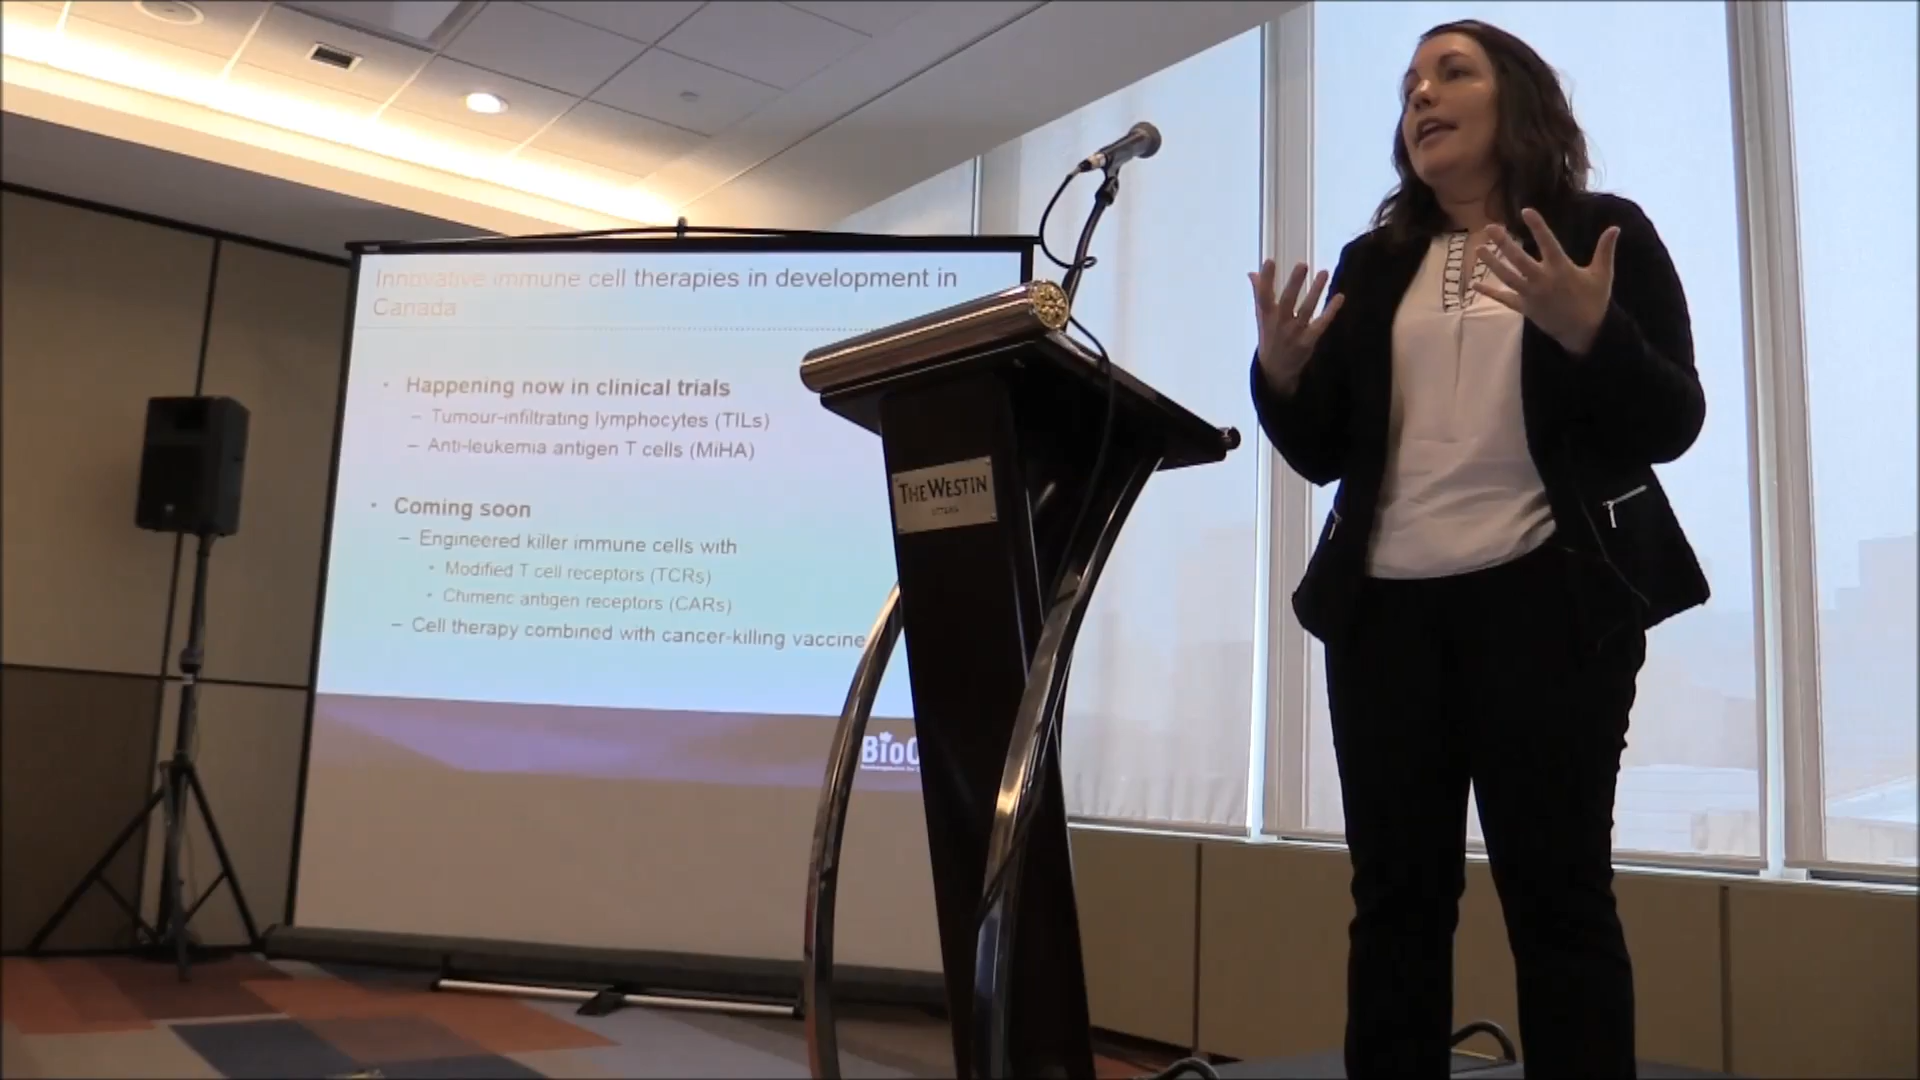 Innovative immune cell therapies in development in
Canada
• Happening now in clinical trials
– Tumour-infiltrating lymphocytes (TILs)
– Anti-leukemia antigen T cells (MiHA)
• Coming soon
– Engineered killer immune cells with
• Modified T cell receptors (TCRs)
• Chimeric antigen receptors (CARs)
– Cell therapy combined with cancer-killing vaccine
BioC
THE WESTIN
OTTAWA